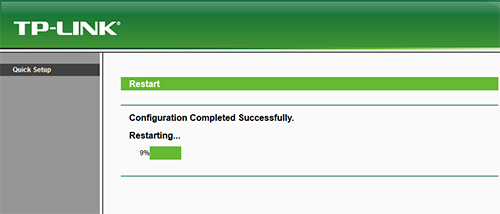 TP-LINK®
Quick Setup
Restart
Configuration Completed Successfully.
Restarting...
9%